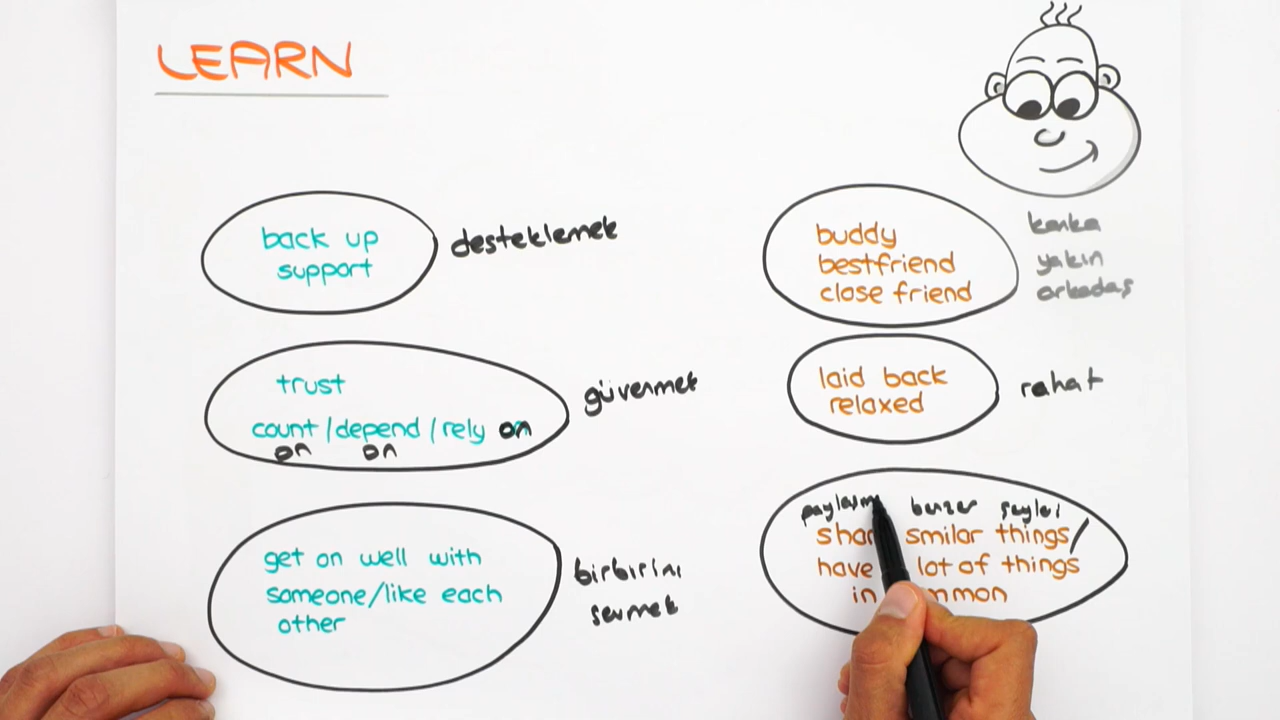 LEARN
back up
support
desteklemek
buddy
bestfriend
close friend
kanka
yakın
arkadaş
trust
count / depend / rely on
on on
güvenmek
laid back
relaxed
rahat
get on well with
someone/like each
other
birbirini
sevmek
benzer şeyleri
smilar things/
have lot of things
in